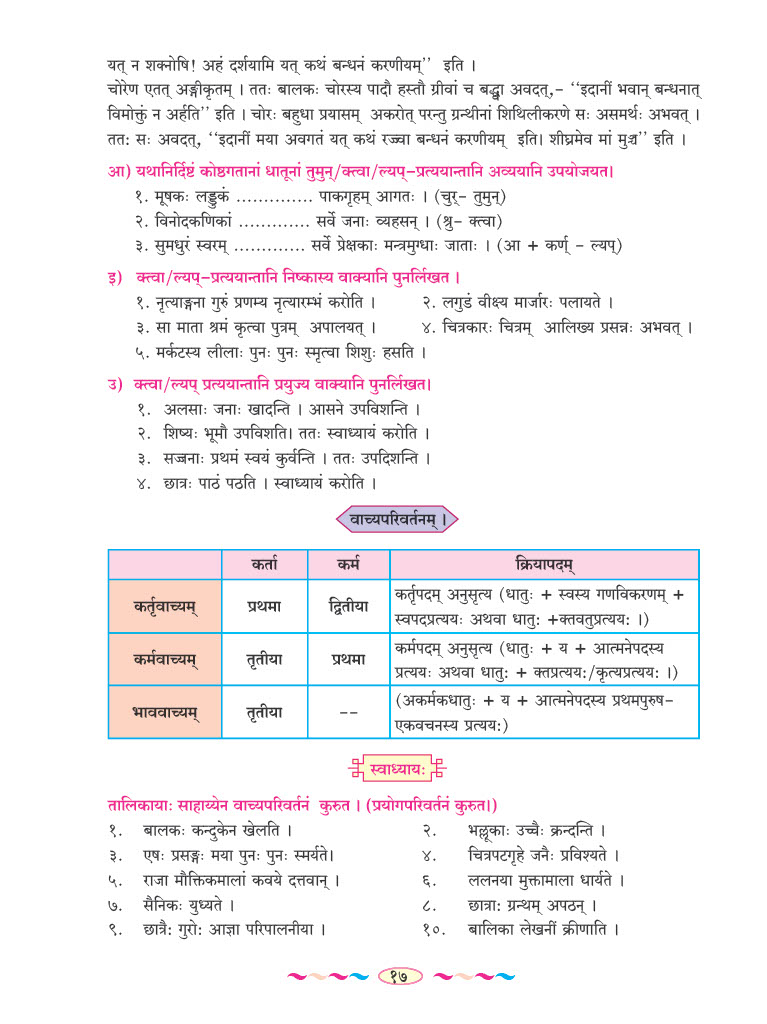 यत् न शक्नोषि! अहं दर्शयामि यत् कथं बन्धनं करणीयम्’’ इति ।
चोरेण एतत् अङ्गीकृतम् । ततः बालकः चोरस्य पादौ हस्तौ ग्रीवां च बद्ध्वा अवदत्,– ‘‘इदानीं भवान् बन्धनात्
विमोक्तुं न अर्हति’’ इति । चोरः बहुधा प्रयासम् अकरोत् परन्तु ग्रन्थीनां शिथिलीकरणे सः असमर्थः अभवत् ।
ततः सः अवदत्, ‘‘इदानीं मया अवगतं यत् कथं रज्ज्वा बन्धनं करणीयम् इति। शीघ्रमेव मां मुञ्च’’ इति ।
आ) यथानिर्दिष्टं कोष्ठगतानां धातूनां तुमुन्/क्त्वा/ल्यप्–प्रत्ययान्तानि अव्ययानि उपयोजयत।
१. मूषकः लड्डुकं .............. पाकगृहम् आगतः । (चुर्– तुमुन्)
२. विनोदकणिकां ............. सर्वे जनाः व्यहसन् । (श्रु– क्त्वा)
३. सुमधुरं स्वरम् ............. सर्वे प्रेक्षकाः मन्त्रमुग्धाः जाताः । (आ + कर्ण् – ल्यप्)
इ) क्त्वा/ल्यप्–प्रत्ययान्तानि निष्कास्य वाक्यानि पुनर्लिखत ।
१. नृत्याङ्गना गुरुं प्रणम्य नृत्यारम्भं करोति । २. लगुडं वीक्ष्य मार्जारः पलायते ।
३. सा माता श्रमं कृत्वा पुत्रम् अपालयत् । ४. चित्रकारः चित्रम् आलिख्य प्रसन्नः अभवत् ।
५. मर्कटस्य लीलाः पुनः पुनः स्मृत्वा शिशुः हसति ।
उ) क्त्वा/ल्यप् प्रत्ययान्तानि प्रयुज्य वाक्यानि पुनर्लिखत।
१. अलसाः जनाः खादन्ति । आसने उपविशन्ति ।
२. शिष्यः भूमौ उपविशति। ततः स्वाध्यायं करोति ।
३. सज्जनाः प्रथमं स्वयं कुर्वन्ति । ततः उपदिशन्ति ।
४. छात्रः पाठं पठति । स्वाध्यायं करोति ।
वाच्यपरिवर्तनम् ।
कर्ता कर्म क्रियापदम्
कर्तृवाच्यम् प्रथमा द्वितीया कर्तृपदम् अनुसृत्य (धातुः + स्वस्य गणविकरणम् +
स्वपदप्रत्ययः अथवा धातुः +क्तवतुप्रत्ययः ।)
कर्मवाच्यम् तृतीया प्रथमा कर्मपदम् अनुसृत्य (धातुः + य + आत्मनेपदस्य
प्रत्ययः अथवा धातुः + क्तप्रत्ययः/कृत्यप्रत्ययः ।)
भाववाच्यम् तृतीया -- (अकर्मकधातुः + य + आत्मनेपदस्य प्रथमपुरुष–
एकवचनस्य प्रत्ययः)
स्वाध्यायः
तालिकायाः साहाय्येन वाच्यपरिवर्तनं कुरुत । (प्रयोगपरिवर्तनं कुरुत।)
१. बालकः कन्दुकेन खेलति । २. भल्लूकाः उच्चैः क्रन्दन्ति ।
३. एषः प्रसङ्गः मया पुनः पुनः स्मर्यते। ४. चित्रपटगृहे जनैः प्रविश्यते ।
५. राजा मौक्तिकमालां कवये दत्तवान् । ६. ललनया मुक्तामाला धार्यते ।
७. सैनिकः युध्यते । ८. छात्राः ग्रन्थम् अपठन् ।
९. छात्रैः गुरोः आज्ञा परिपालनीया । १०. बालिका लेखनीं क्रीणाति ।
१७